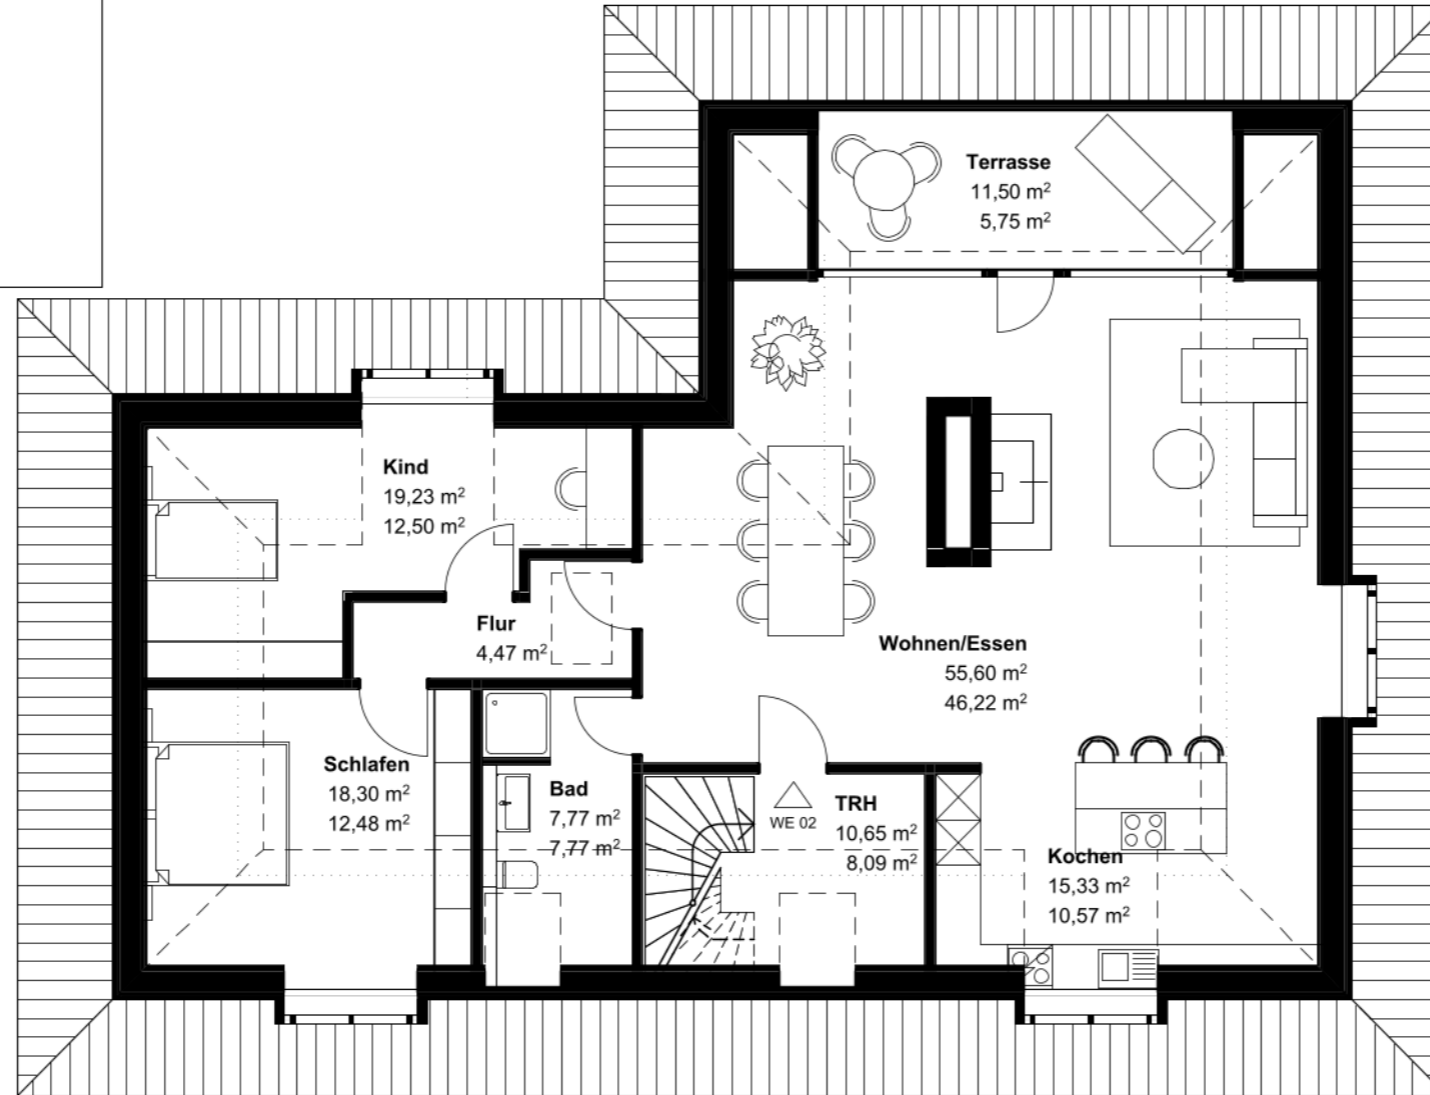 Terrasse
11,50 m²
5,75 m²
Kind
19,23 m²
12,50 m²
Flur
4,47 m²
Wohnen/Essen
55,60 m²
46,22 m²
Schlafen
18,30 m²
12,48 m²
Bad
7,77 m²
7,77 m²
WE 02
TRH
10,65 m²
8,09 m²
Kochen
15,33 m²
10,57 m²